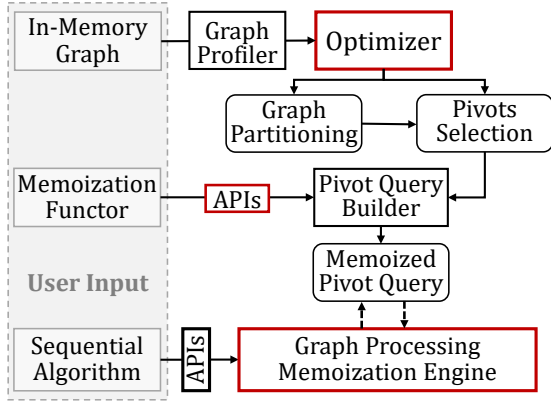 In-Memory
Graph
Graph
Profiler
Optimizer
Graph
Partitioning
Pivots
Selection
Memoization
Functor
APIs
Pivot Query
Builder
Memoized
Pivot Query
User Input
Sequential
Algorithm
APIs
Graph Processing
Memoization Engine